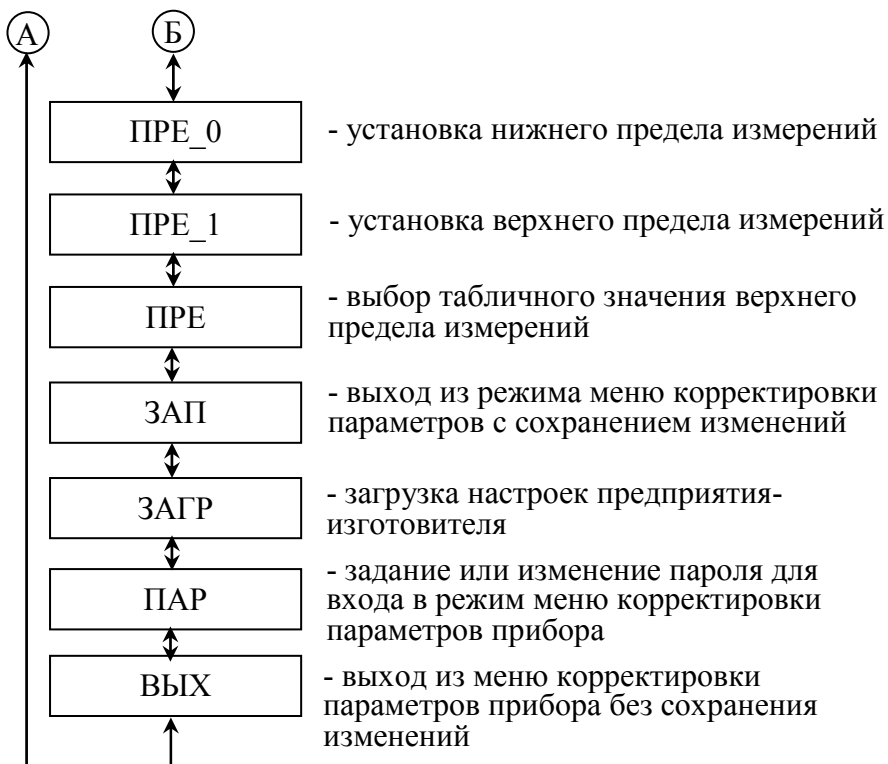 А Б
ПРЕ_0 - установка нижнего предела измерений
ПРЕ_1 - установка верхнего предела измерений
ПРЕ - выбор табличного значения верхнего
предела измерений
ЗАП - выход из режима меню корректировки
параметров с сохранением изменений
ЗАГР - загрузка настроек предприятия-
изготовителя
ПАР - задание или изменение пароля для
входа в режим меню корректировки
параметров прибора
ВЫХ - выход из меню корректировки
параметров прибора без сохранения
изменений